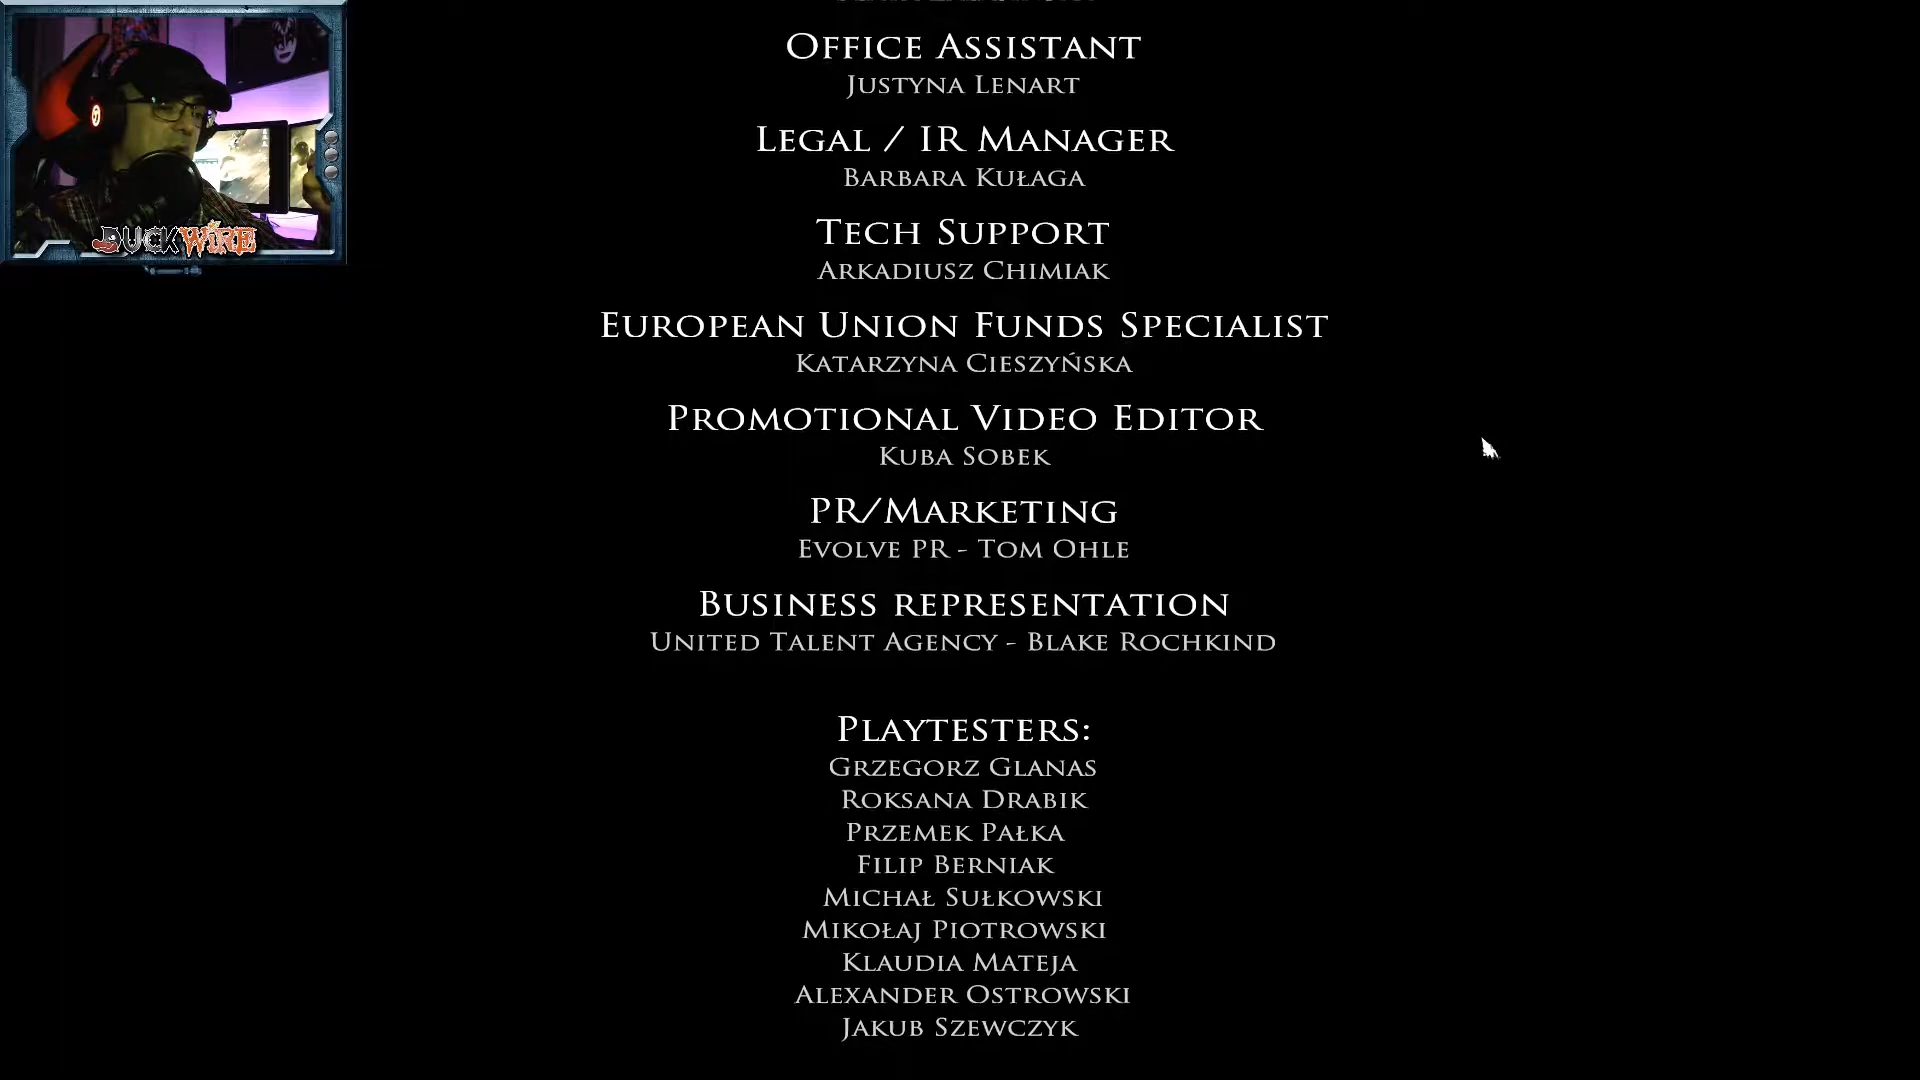 Office Assistant
Justyna Lenart
Legal / IR Manager
Barbara Kułaga
Tech Support
Arkadiusz Chimiak
European Union Funds Specialist
Katarzyna Cieszyńska
Promotional Video Editor
Kuba Sobek
PR/Marketing
Evolve PR - Tom Ohle
Business representation
United Talent Agency - Blake Rochkind
Playtesters:
Grzegorz Glanas
Roksana Drabik
Przemek Pałka
Filip Berniak
Michał Sułkowski
Mikołaj Piotrowski
Klaudia Mateja
Alexander Ostrowski
Jakub Szewczyk